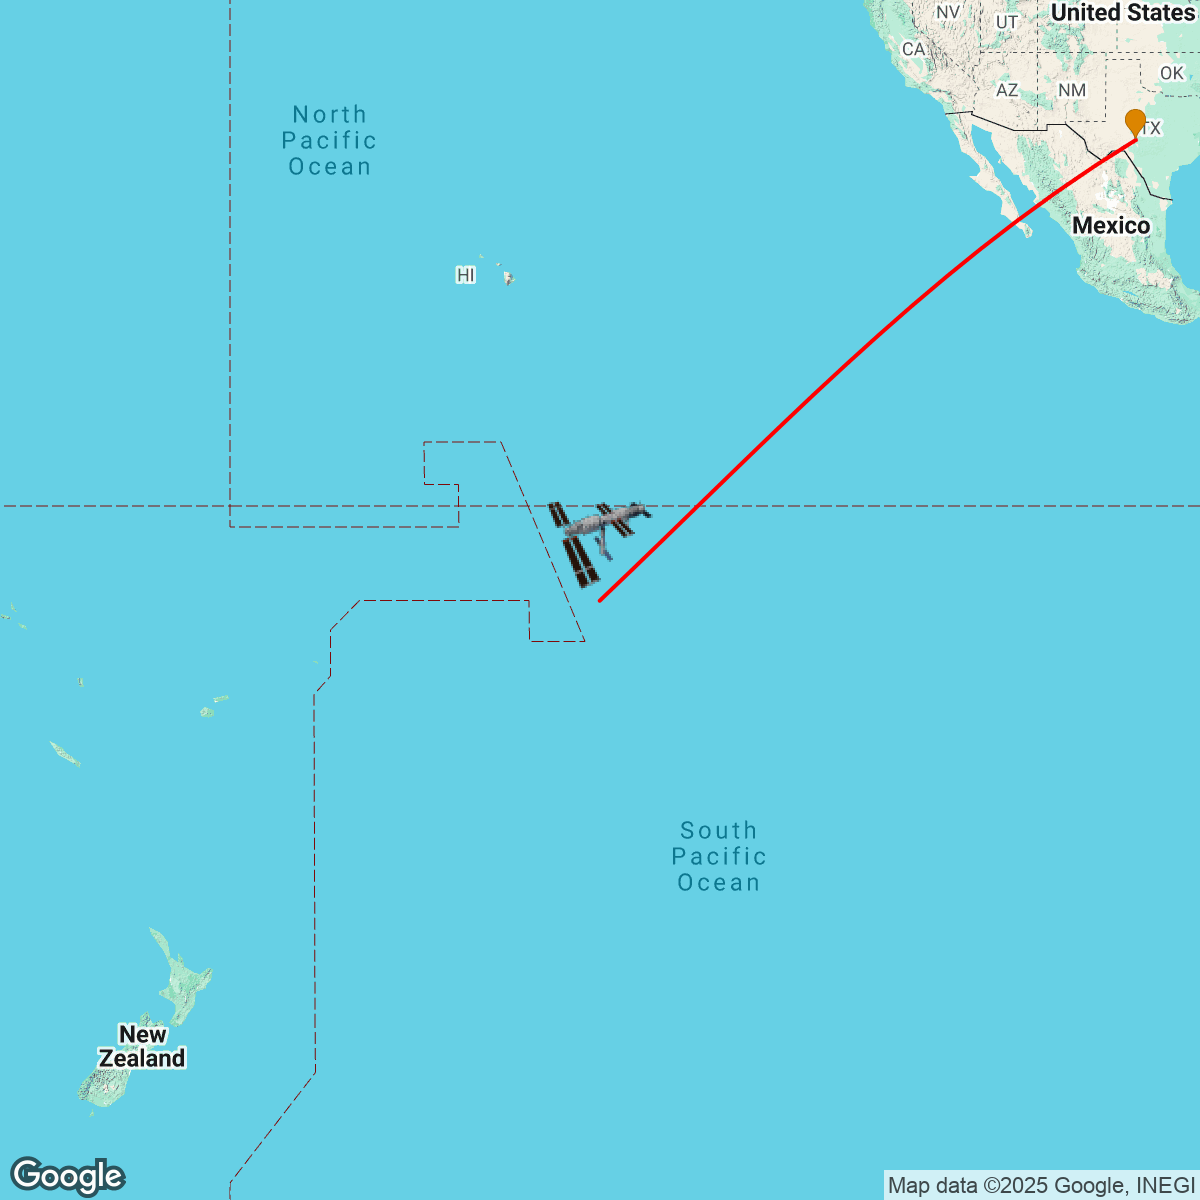 NV
United States
UT
CA
OK
AZ
NM
North
Pacific
Ocean
TX
Mexico
HI
South
Pacific
Ocean
New
Zealand
Google
Map data ©2025 Google, INEGI